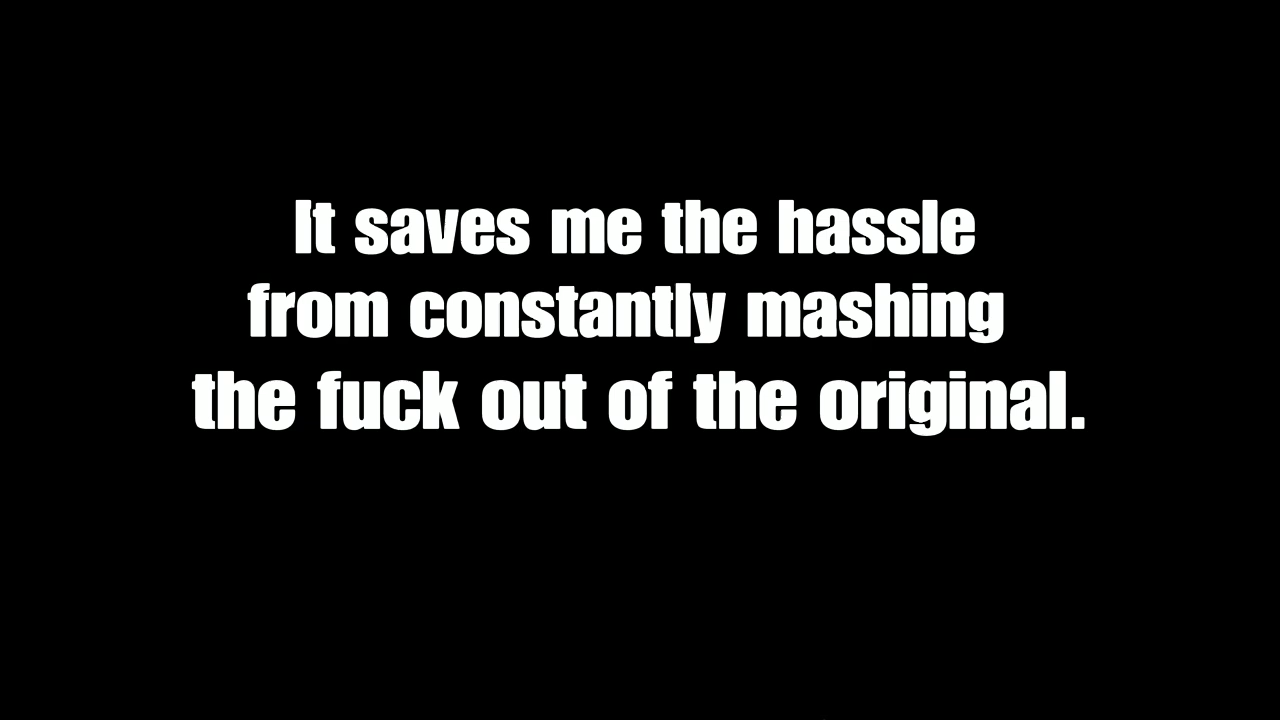 It saves me the hassle
from constantly mashing
the fuck out of the original.